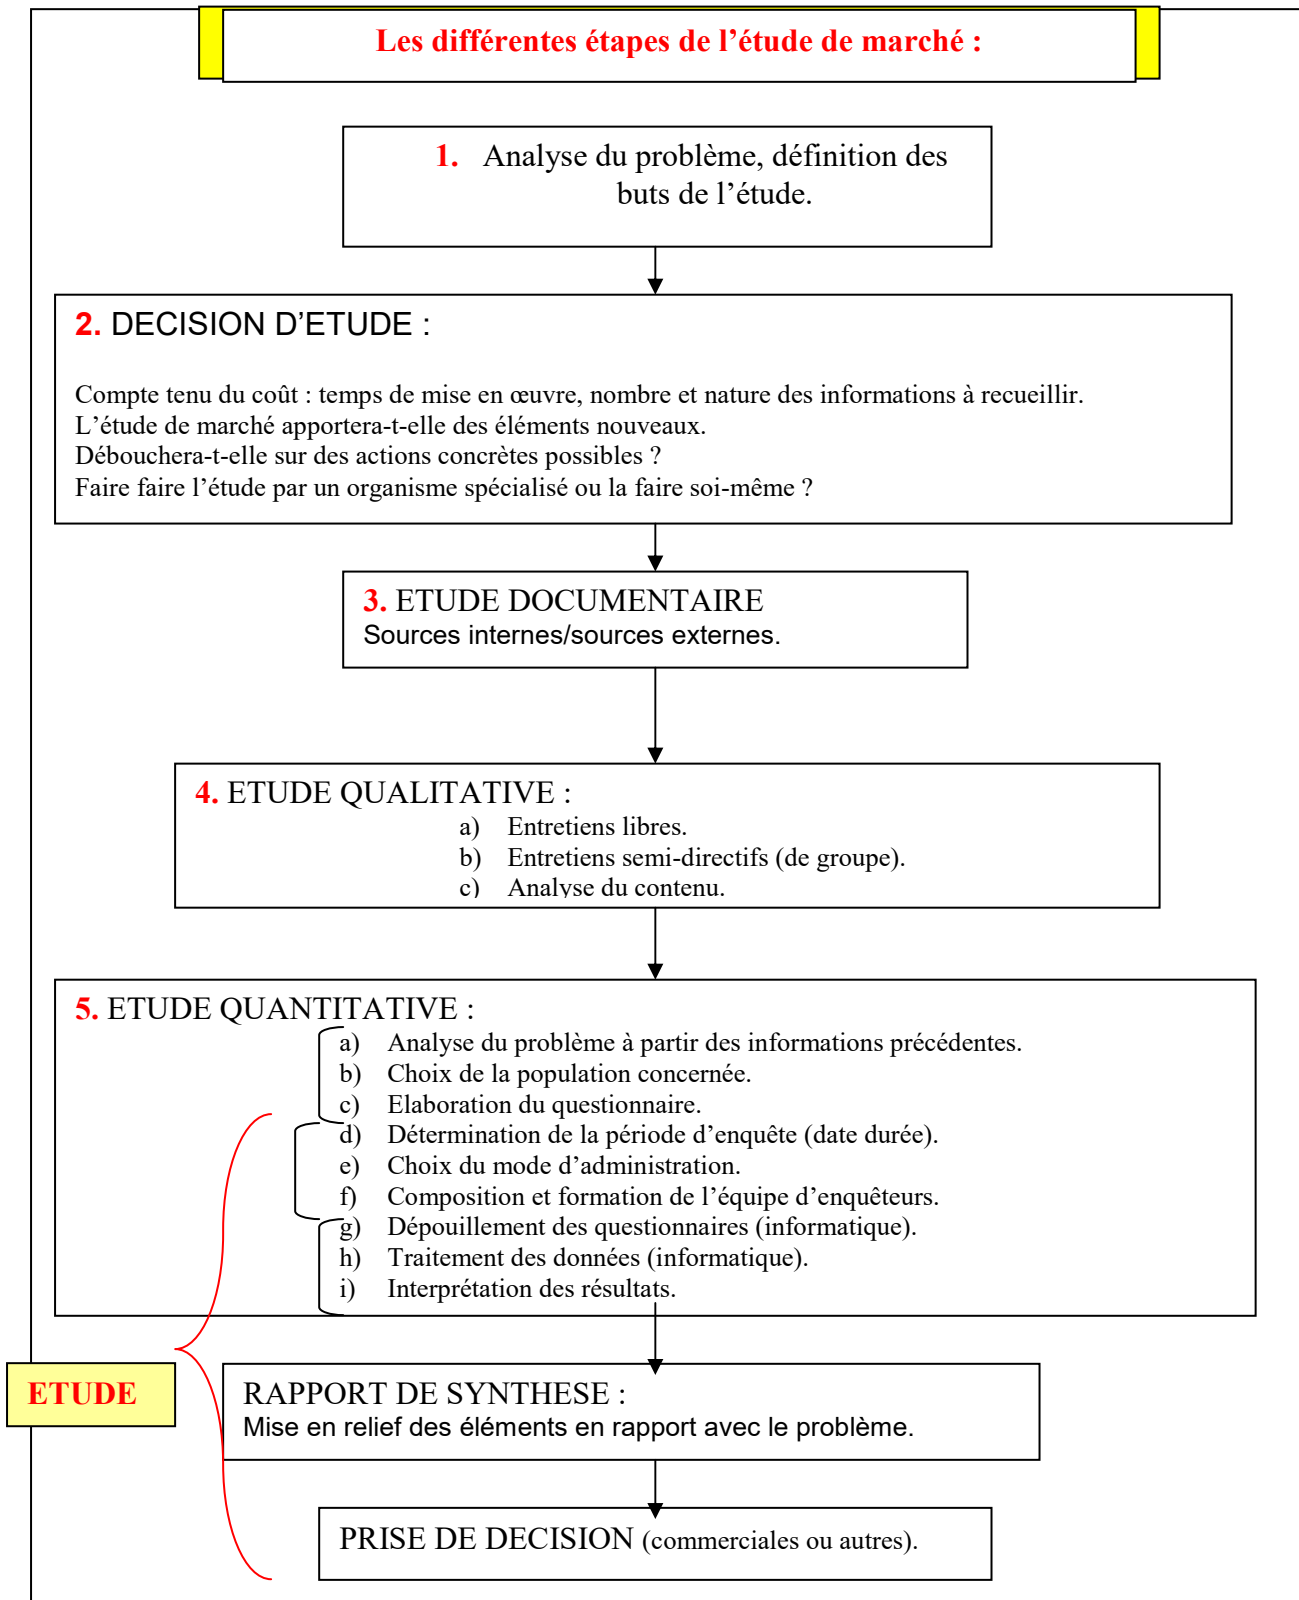 Les différentes étapes de l’étude de marché :
1. Analyse du problème, définition des
buts de l’étude.
2. DECISION D’ETUDE :
Compte tenu du coût : temps de mise en œuvre, nombre et nature des informations à recueillir.
L’étude de marché apportera-t-elle des éléments nouveaux.
Débouchera-t-elle sur des actions concrètes possibles ?
Faire faire l’étude par un organisme spécialisé ou la faire soi-même ?
3. ETUDE DOCUMENTAIRE
Sources internes/sources externes.
4. ETUDE QUALITATIVE :
a) Entretiens libres.
b) Entretiens semi-directifs (de groupe).
c) Analyse du contenu.
5. ETUDE QUANTITATIVE :
a) Analyse du problème à partir des informations précédentes.
b) Choix de la population concernée.
c) Elaboration du questionnaire.
d) Détermination de la période d’enquête (date durée).
e) Choix du mode d’administration.
f) Composition et formation de l’équipe d’enquêteurs.
g) Dépouillement des questionnaires (informatique).
h) Traitement des données (informatique).
i) Interprétation des résultats.
ETUDE
RAPPORT DE SYNTHESE :
Mise en relief des éléments en rapport avec le problème.
PRISE DE DECISION (commerciales ou autres).